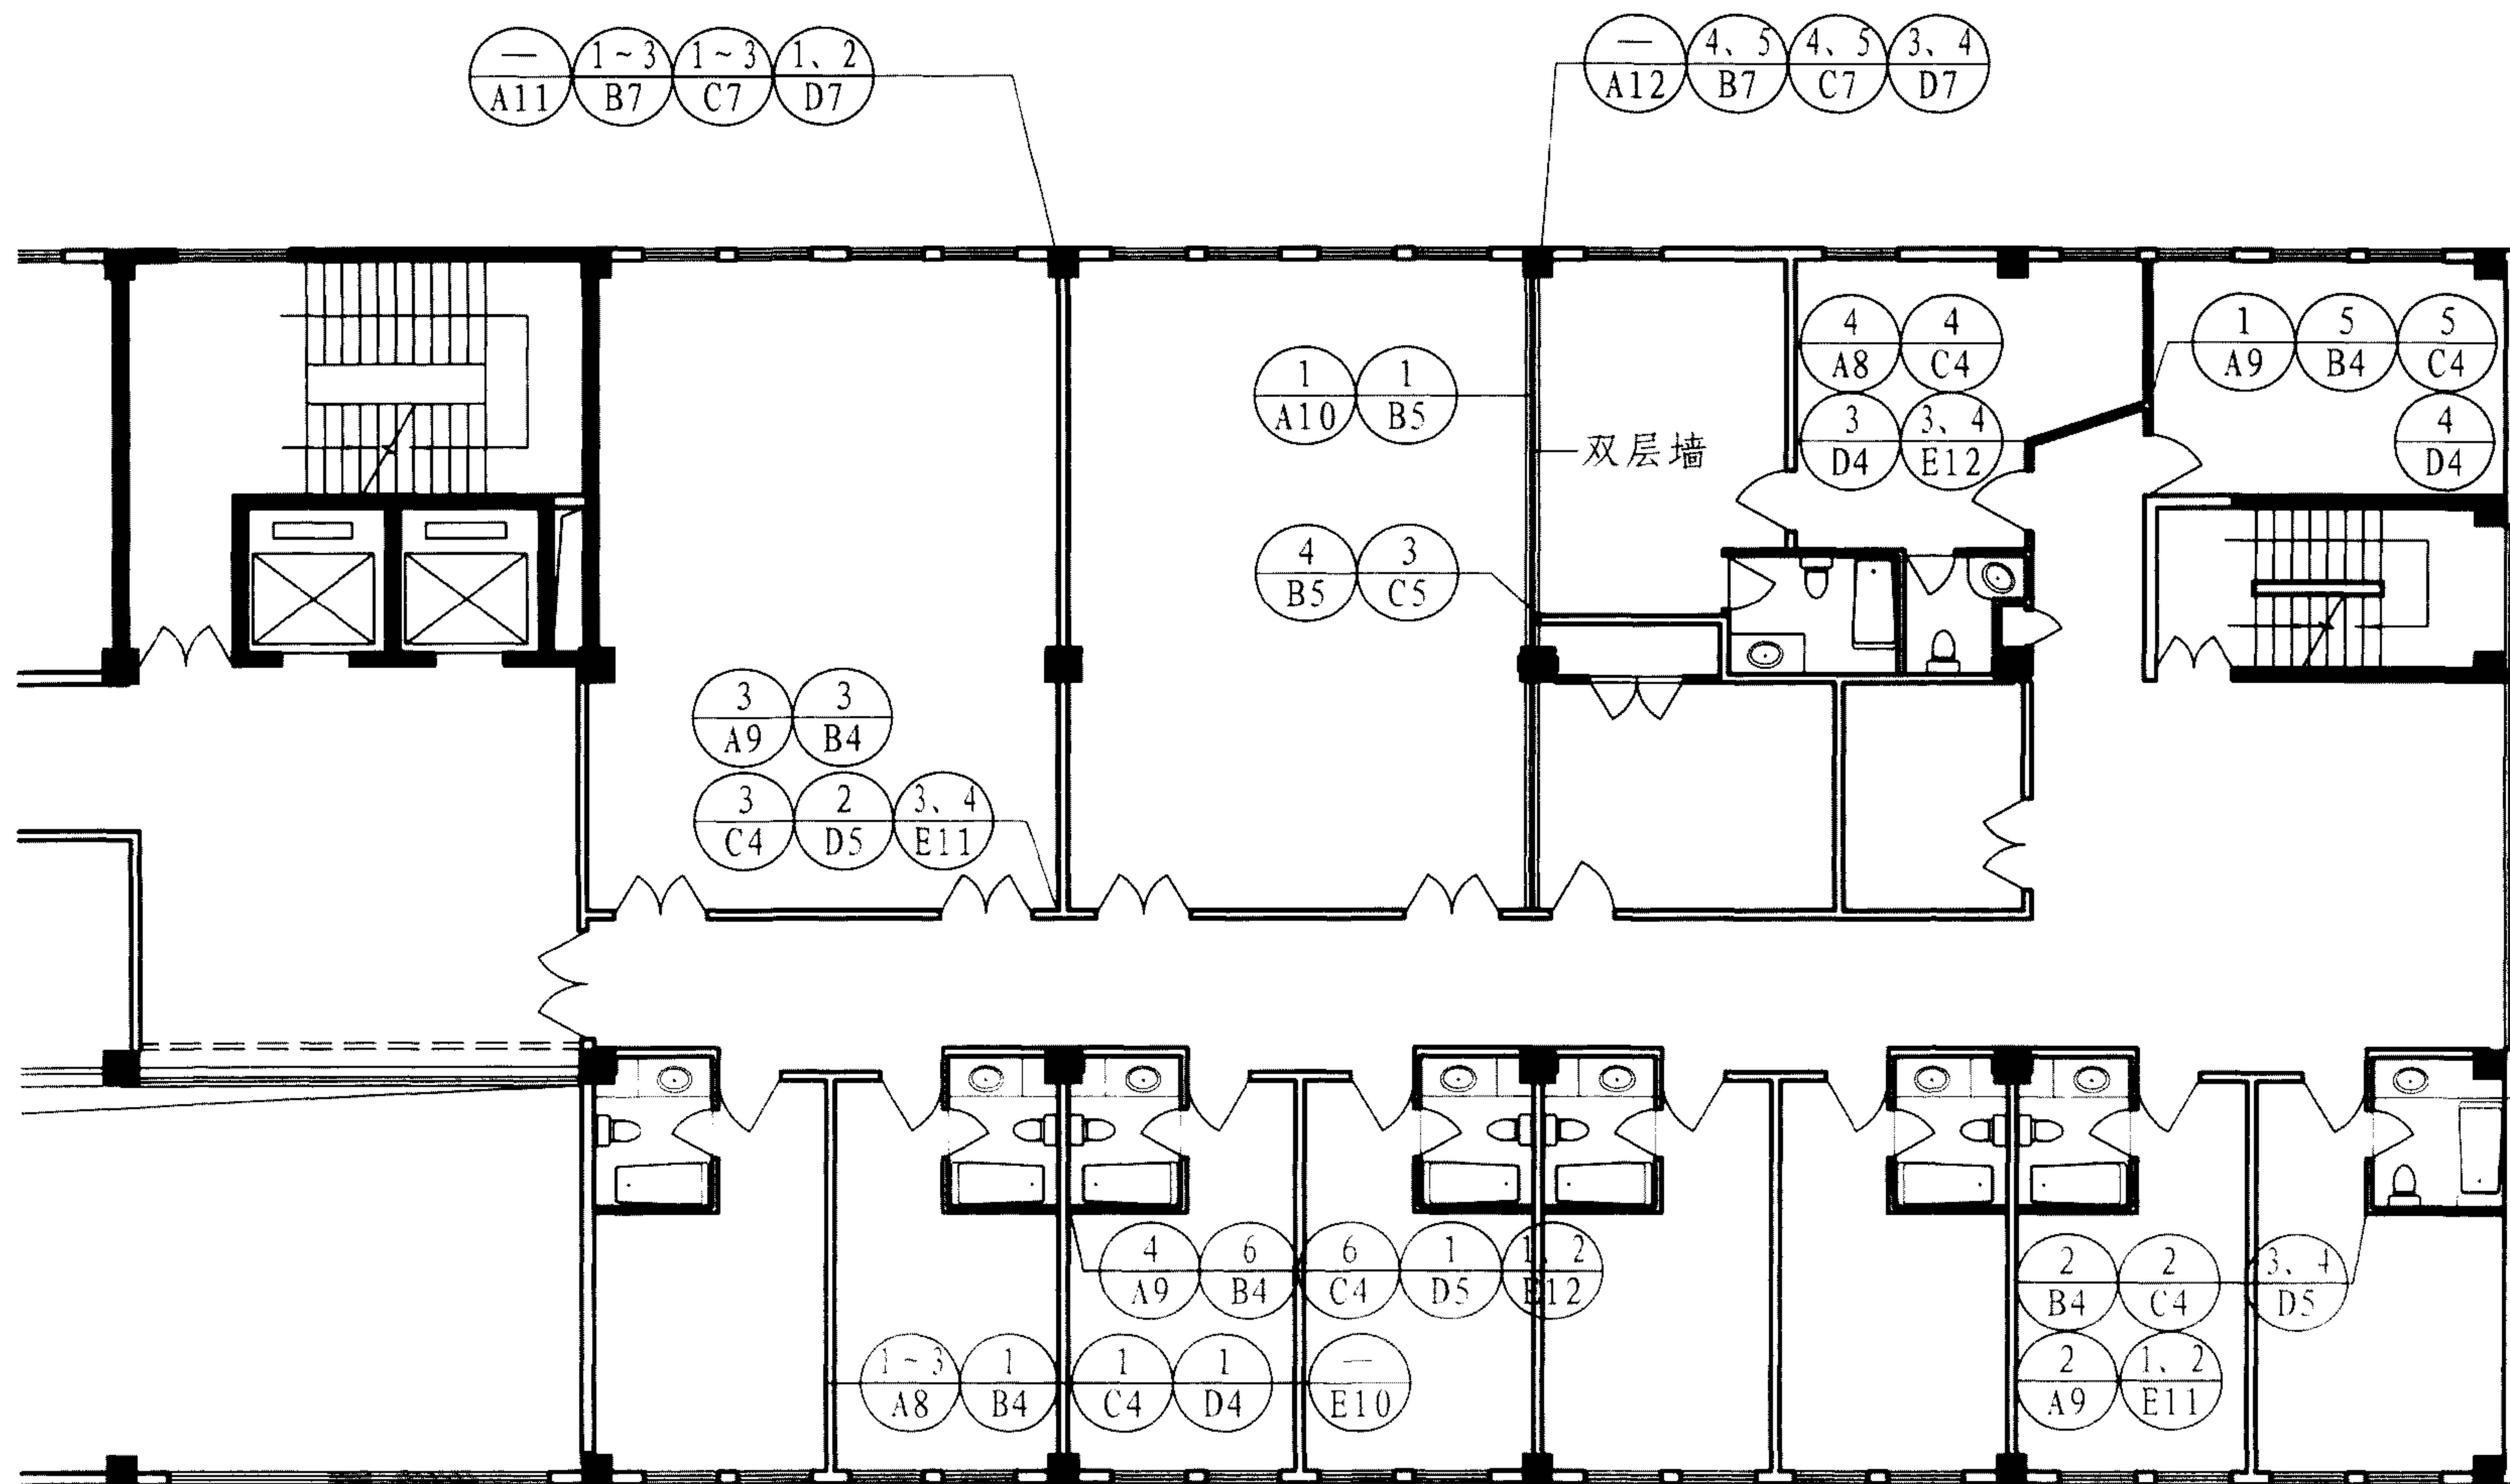 — 1~3 1~3 1、2
A11 B7 C7 D7
— 4、5 4、5 3、4
A12 B7 C7 D7
4 4
A8 C4
3 3、4
D4 E12
1 5 5
A9 B4 C4
4
D4
1 1
A10 B5
双层墙
4 3
B5 C5
3 3
A9 B4
3 2 3、4
C4 D5 E11
4 6 6 1 1、2
A9 B4 C4 D5 E12
2 2 3、4
B4 C4 D5
2 1、2
A9 E11
1~3 1 1 1 —
A8 B4 C4 D4 E10